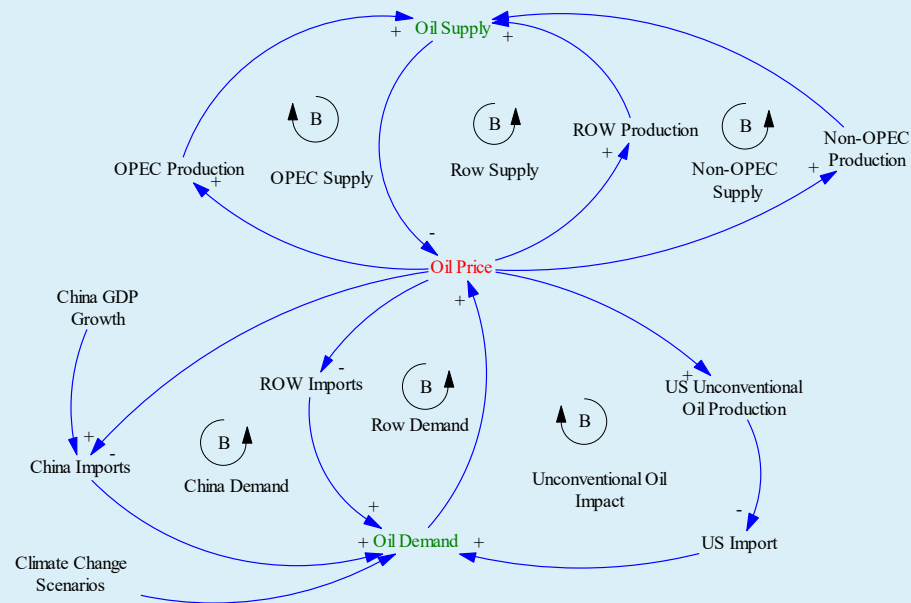 Oil Supply
+
+
B
B
B
ROW Production
Non-OPEC
Production
OPEC Production
+
OPEC Supply
Row Supply
+
Non-OPEC
Supply
+
-
Oil Price
+
China GDP
Growth
ROW Imports
-
B
Row Demand
+
US Unconventional
Oil Production
+
-
China Imports
B
China Demand
B
Unconventional Oil
Impact
+
-
+
Oil Demand
+
US Import
Climate Change
Scenarios